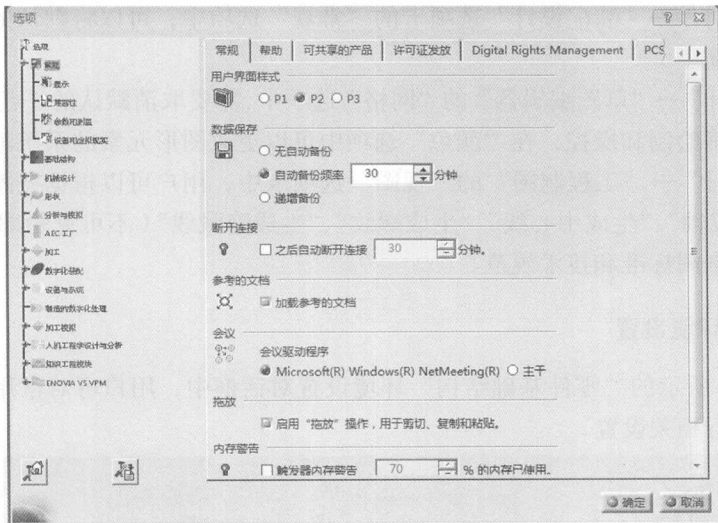 选项
选项
常规
显示
兼容性
参数和测量
设备和虚拟现实
基础结构
机械设计
形状
分析与模拟
AEC 工厂
加工
数字化装配
设备与系统
制造的数字化处理
加工模拟
人机工程学设计与分析
知识工程模块
ENOVIA V5 VPM
常规 帮助 可共享的产品 许可证发放 Digital Rights Management PCS
用户界面样式
P1 P2 P3
数据保存
无自动备份
自动备份频率 30 分钟
递增备份
断开连接
之后自动断开连接 30 分钟。
参考的文档
加载参考的文档
会议
会议驱动程序
Microsoft(R) Windows(R) NetMeeting(R) 主干
拖放
启用“拖放”操作，用于剪切、复制和粘贴。
内存警告
触发器内存警告 70 % 的内存已使用。
确定 取消